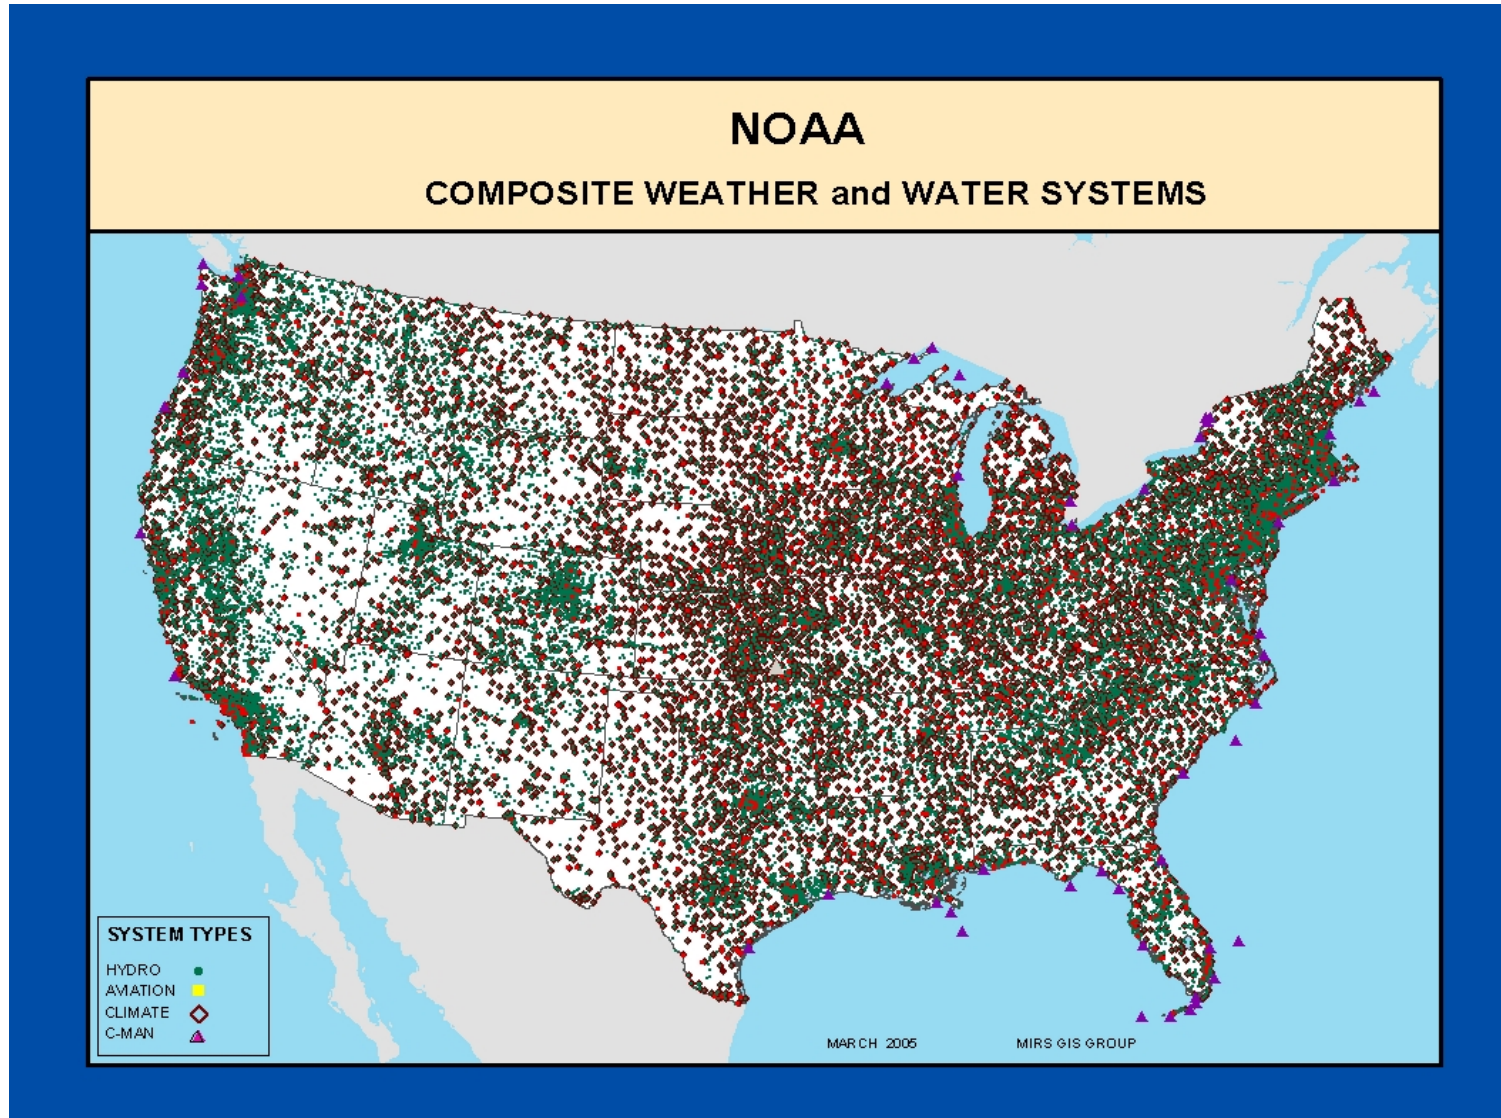 NOAA
COMPOSITE WEATHER and WATER SYSTEMS
SYSTEM TYPES
HYDRO
AVIATION
CLIMATE
C-MAN
MARCH 2005
MIRS GIS GROUP